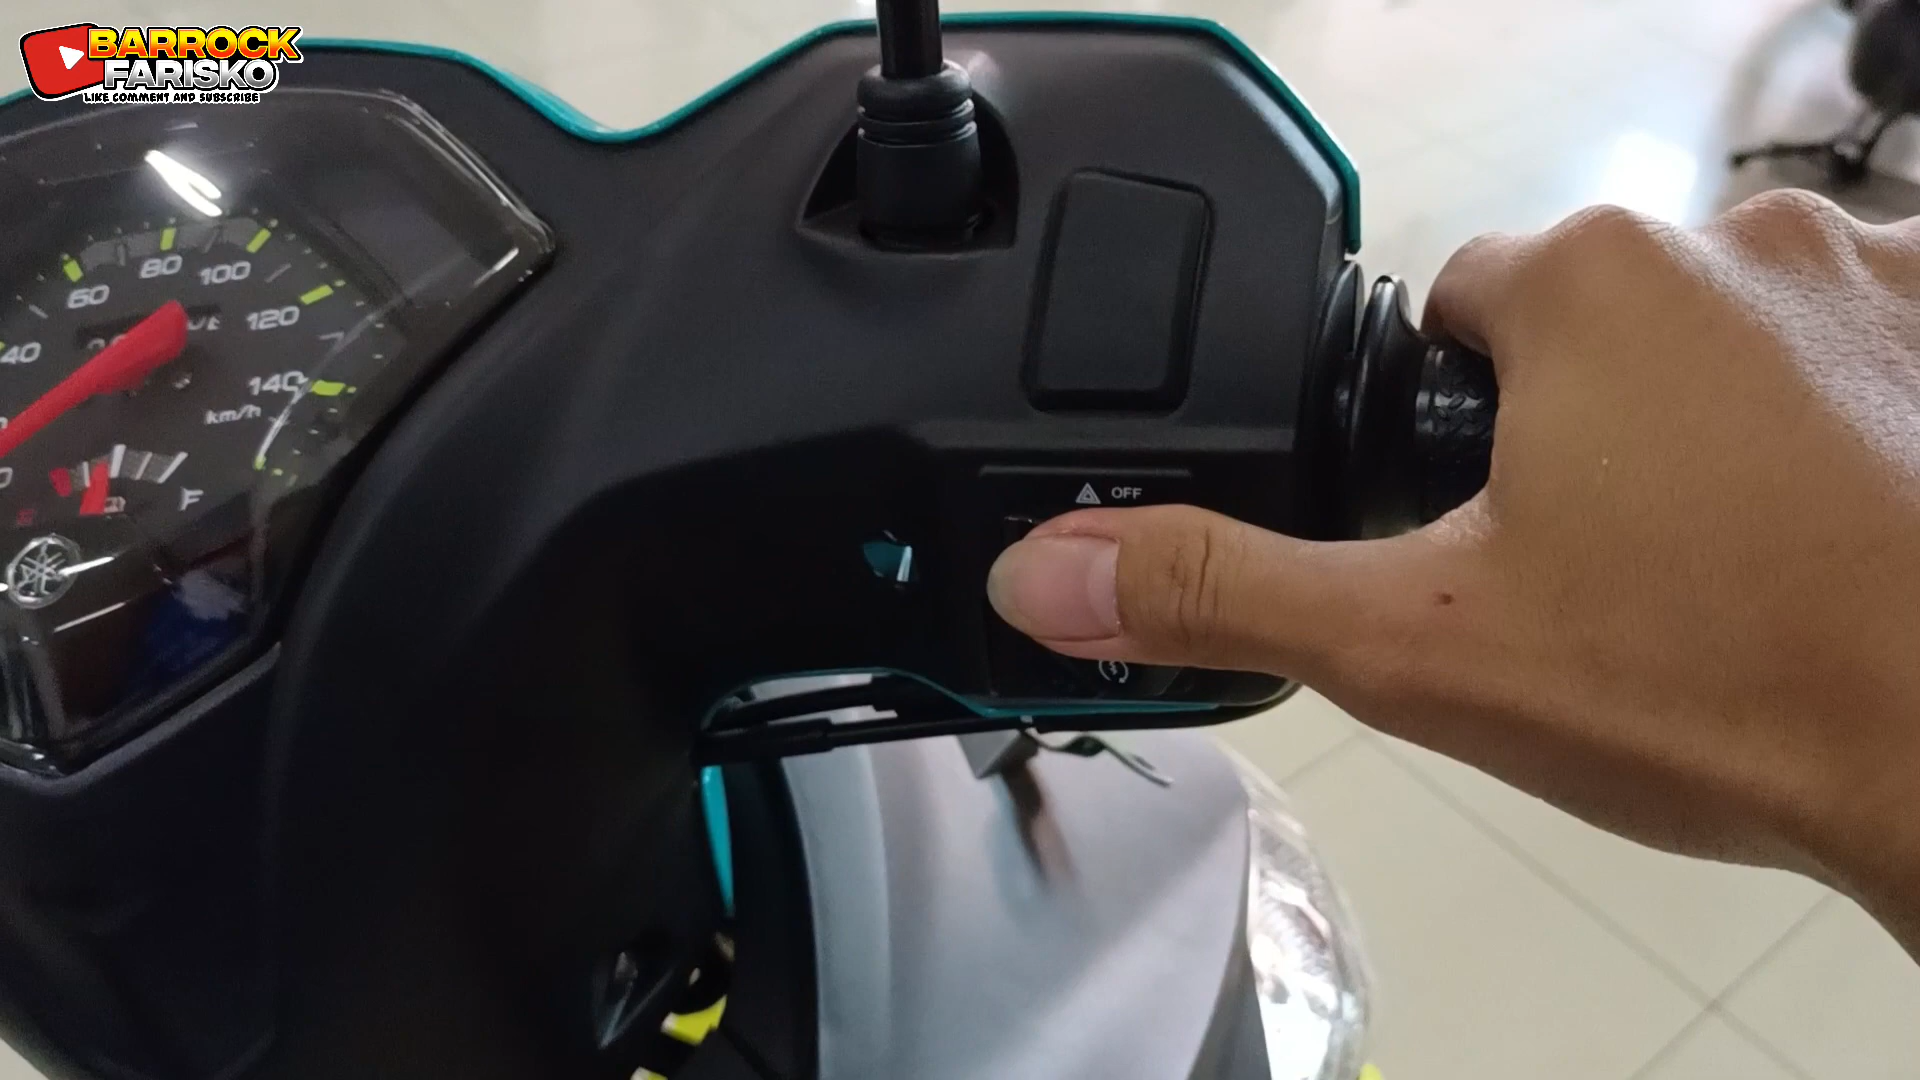 BARROCK
FARISKO
LIKE COMMENT AND SUBSCRIBE
40
60
80
100
120
140
km/h
F
OFF